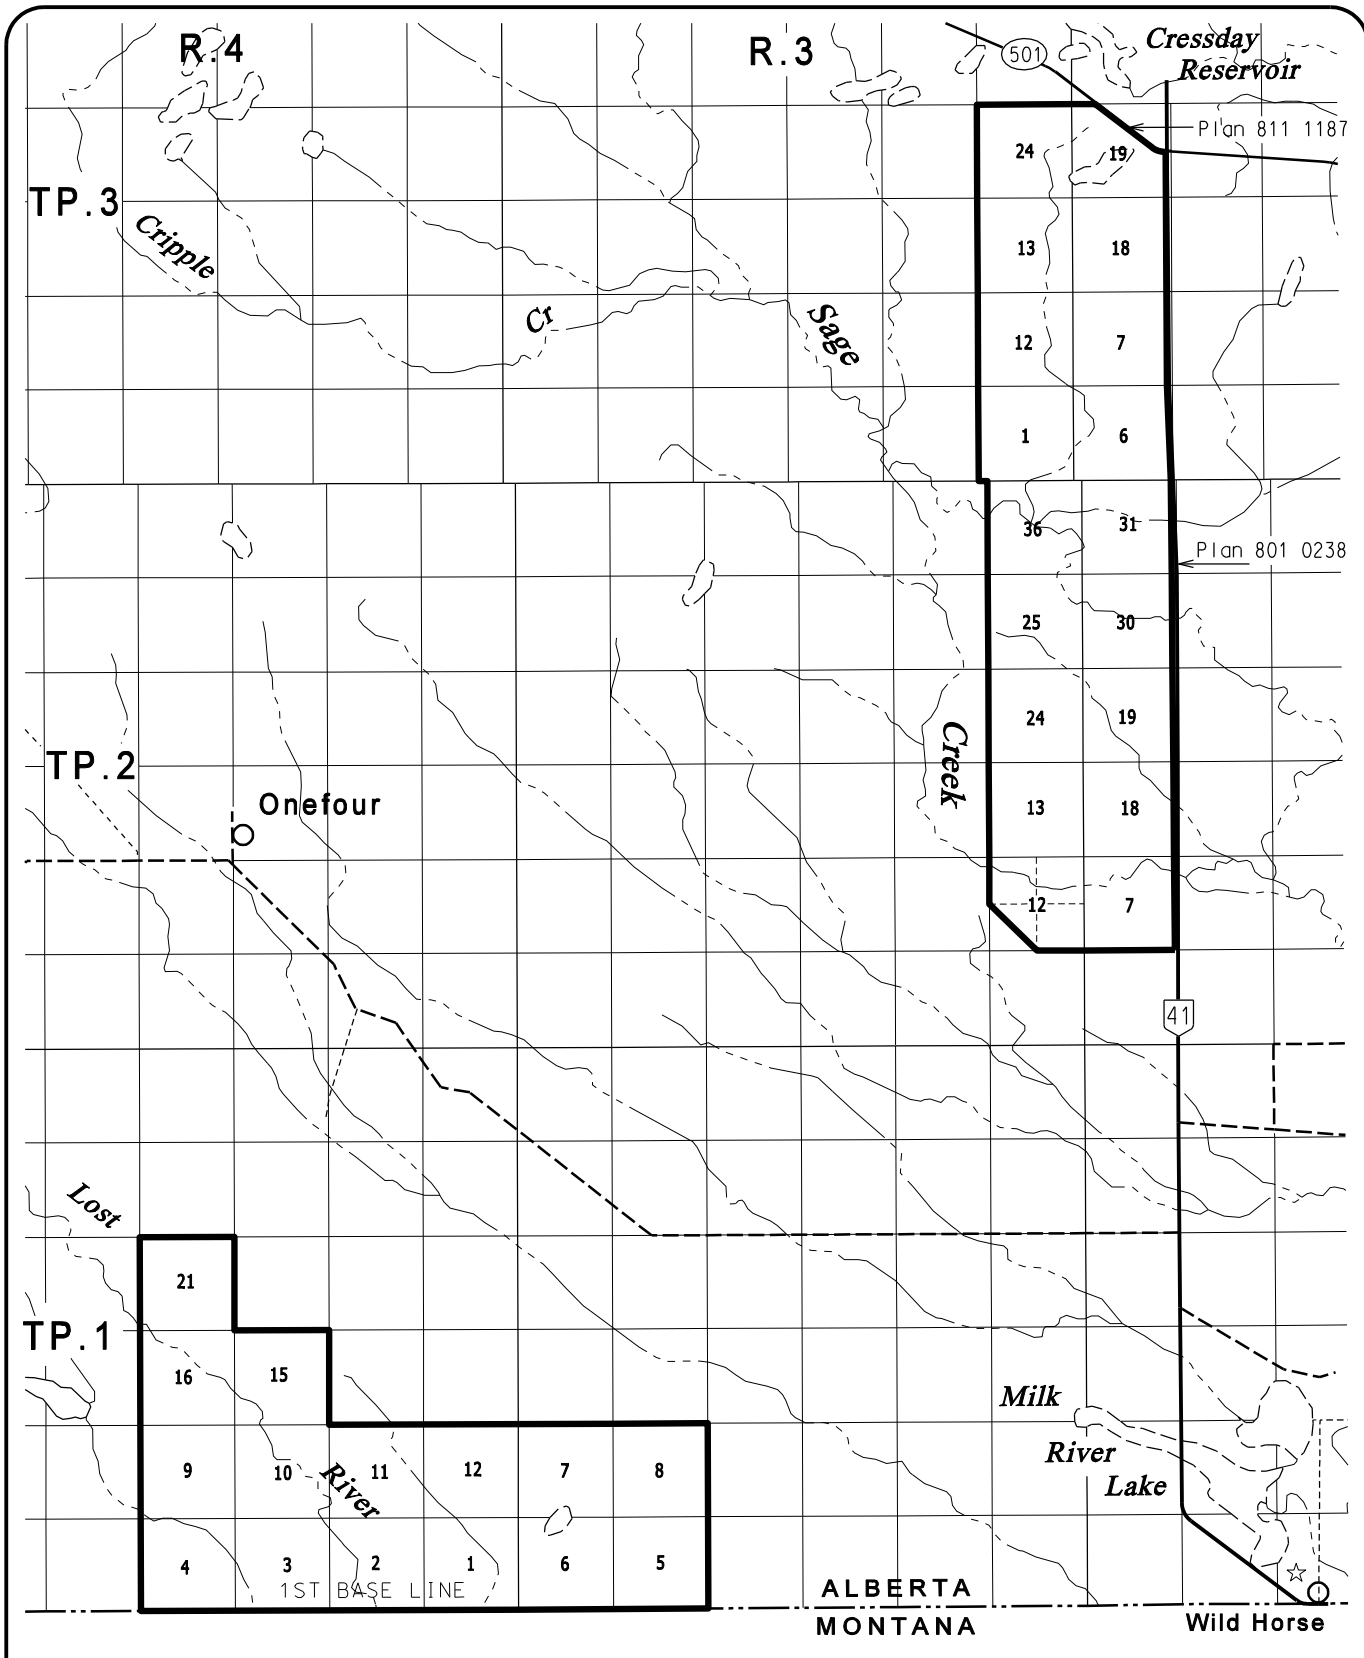 R.4
R.3
501
Cressday
Reservoir
Plan 811 1187
24
19
TP.3
Cripple
13
18
Cr
Sage
12
7
1
6
36
31
Plan 801 0238
25
30
24
19
Creek
TP.2
Onefour
13
18
12
7
41
Lost
21
TP.1
16
15
Milk
River
Lake
9
10
River
11
12
7
8
4
3
2
1
6
5
1ST BASE LINE
ALBERTA
MONTANA
Wild Horse